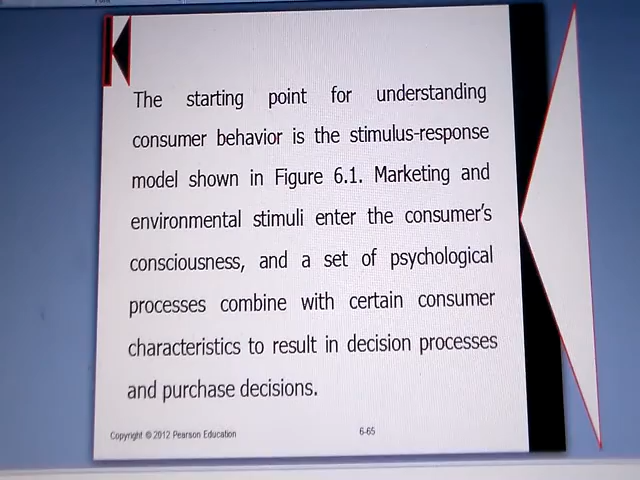 The starting point for understanding
consumer behavior is the stimulus-response
model shown in Figure 6.1. Marketing and
environmental stimuli enter the consumer's
consciousness, and a set of psychological
processes combine with certain consumer
characteristics to result in decision processes
and purchase decisions.
Copyright © 2012 Pearson Education
6-65